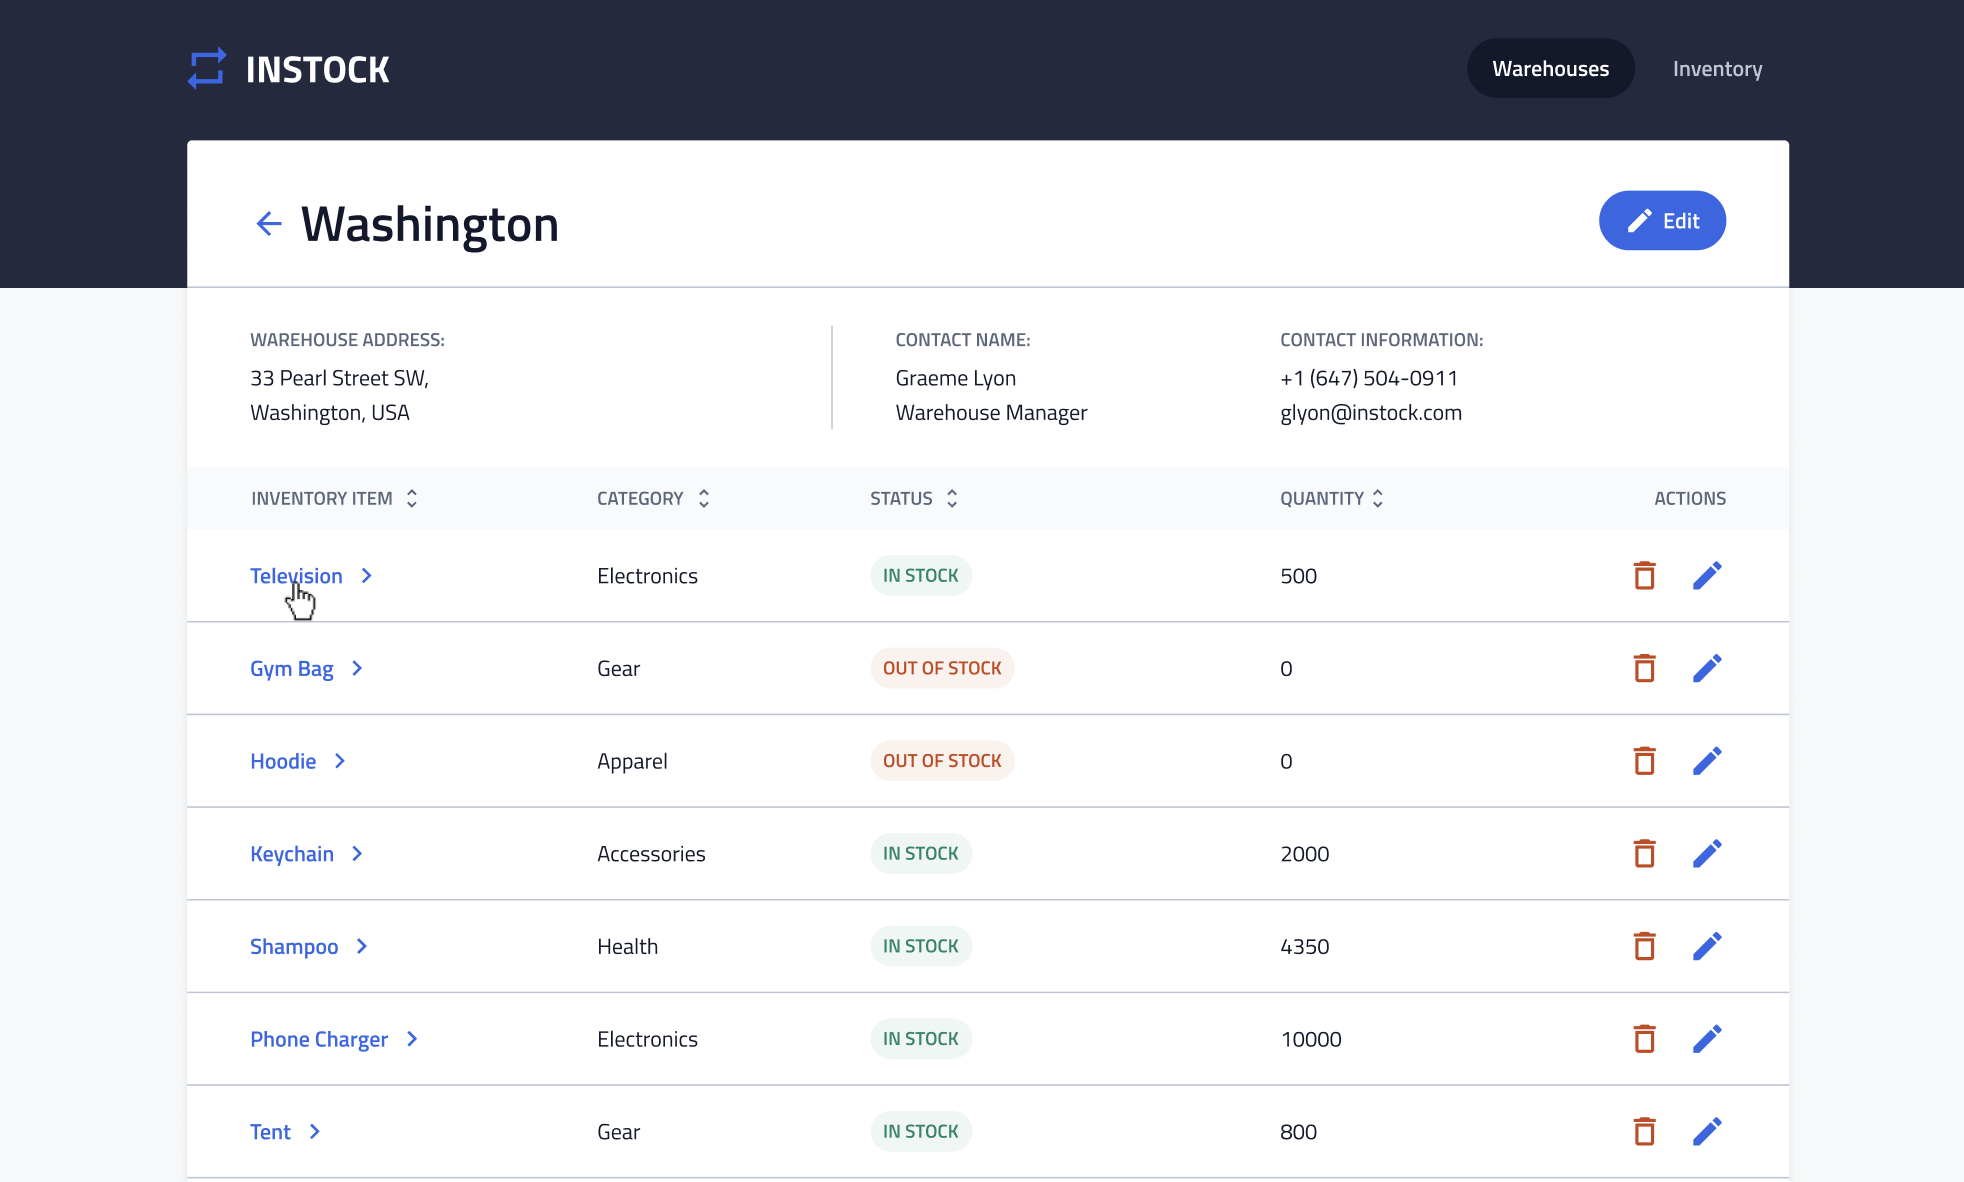 INSTOCK
Warehouses
Inventory
Washington
Edit
WAREHOUSE ADDRESS:
33 Pearl Street SW,
Washington, USA
CONTACT NAME:
Graeme Lyon
Warehouse Manager
CONTACT INFORMATION:
+1 (647) 504-0911
glyon@instock.com
INVENTORY ITEM CATEGORY STATUS QUANTITY ACTIONS
Television Electronics IN STOCK 500
Gym Bag Gear OUT OF STOCK 0
Hoodie Apparel OUT OF STOCK 0
Keychain Accessories IN STOCK 2000
Shampoo Health IN STOCK 4350
Phone Charger Electronics IN STOCK 10000
Tent Gear IN STOCK 800